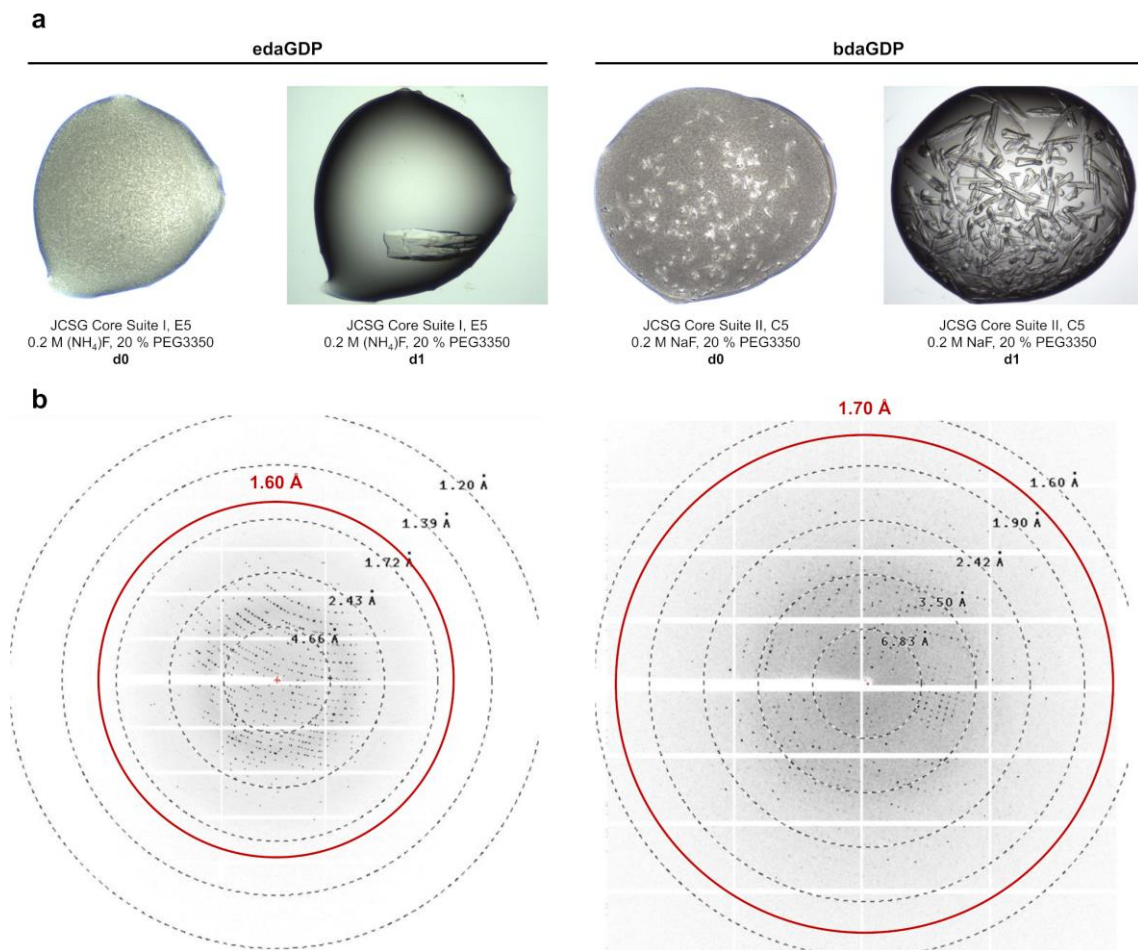 a
edaGDP
bdaGDP
JCSG Core Suite I, E5
0.2 M (NH₄)F, 20 % PEG3350
d0
JCSG Core Suite I, E5
0.2 M (NH₄)F, 20 % PEG3350
d1
JCSG Core Suite II, C5
0.2 M NaF, 20 % PEG3350
d0
JCSG Core Suite II, C5
0.2 M NaF, 20 % PEG3350
d1
b
1.60 Å
1.20 Å
1.39 Å
1.72 Å
2.43 Å
4.66 Å
1.70 Å
1.60 Å
1.90 Å
2.42 Å
3.50 Å
6.83 Å